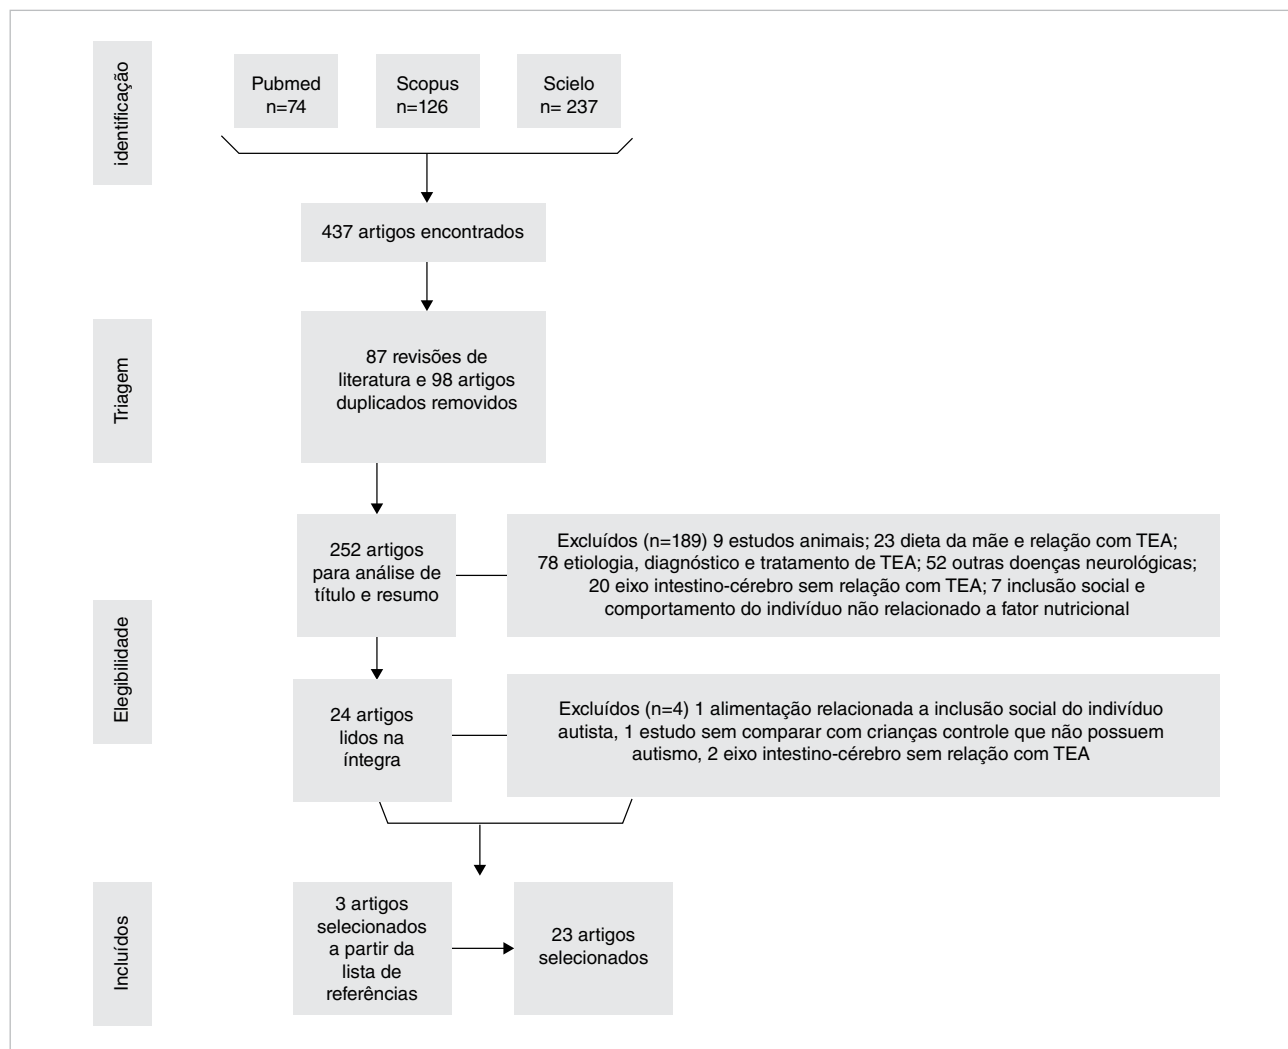 identificação
Pubmed
n=74
Scopus
n=126
Scielo
n= 237
437 artigos encontrados
Triagem
87 revisões de
literatura e 98 artigos
duplicados removidos
Elegibilidade
252 artigos
para análise de
título e resumo
Excluídos (n=189) 9 estudos animais; 23 dieta da mãe e relação com TEA;
78 etiologia, diagnóstico e tratamento de TEA; 52 outras doenças neurológicas;
20 eixo intestino-cérebro sem relação com TEA; 7 inclusão social e
comportamento do indivíduo não relacionado a fator nutricional
24 artigos
lidos na
íntegra
Excluídos (n=4) 1 alimentação relacionada a inclusão social do indivíduo
autista, 1 estudo sem comparar com crianças controle que não possuem
autismo, 2 eixo intestino-cérebro sem relação com TEA
Incluídos
3 artigos
selecionados
a partir da
lista de
referências
23 artigos
selecionados